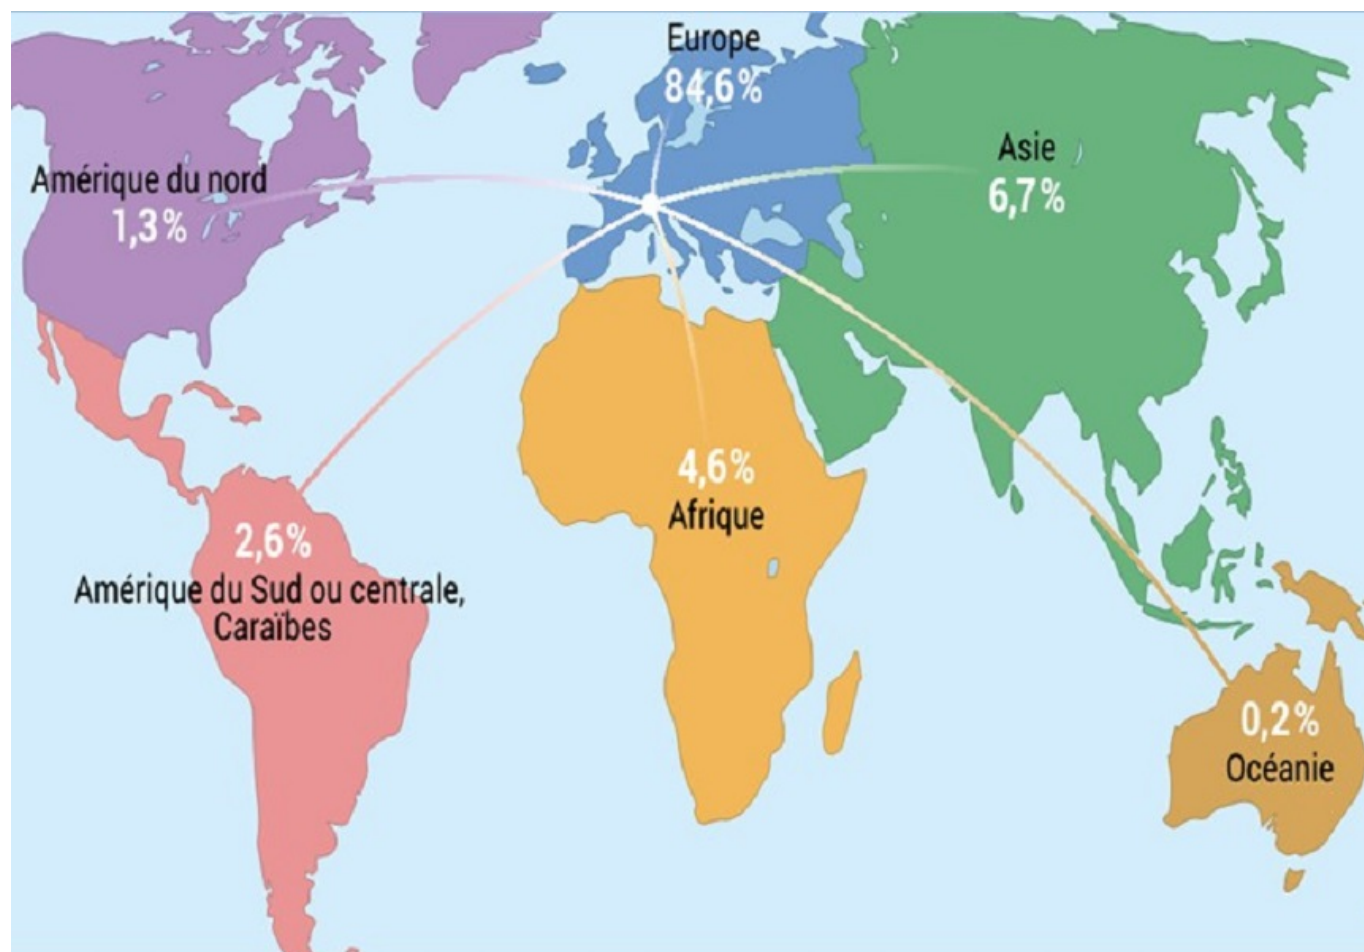 Europe
84,6%
Asie
6,7%
Amérique du nord
1,3%
4,6%
Afrique
2,6%
Amérique du Sud ou centrale,
Caraïbes
0,2%
Océanie